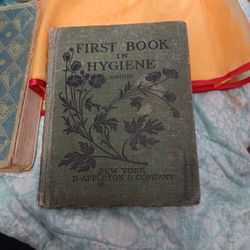 FIRST BOOK
IN
HYGIENE
NEW YORK
D. APPLETON & COMPANY